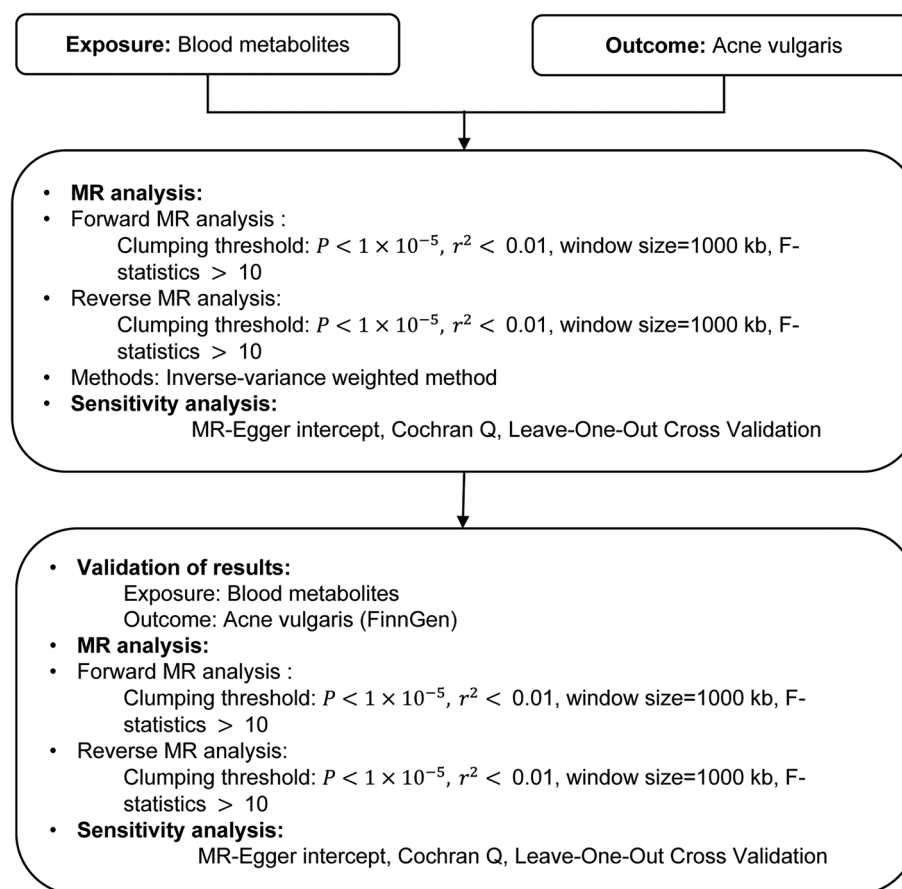 Exposure: Blood metabolites
Outcome: Acne vulgaris
• MR analysis:
• Forward MR analysis :
Clumping threshold: 𝑃 < 1 × 10⁻⁵, 𝑟² < 0.01, window size=1000 kb, F-
statistics > 10
• Reverse MR analysis:
Clumping threshold: 𝑃 < 1 × 10⁻⁵, 𝑟² < 0.01, window size=1000 kb, F-
statistics > 10
• Methods: Inverse-variance weighted method
• Sensitivity analysis:
MR-Egger intercept, Cochran Q, Leave-One-Out Cross Validation
• Validation of results:
Exposure: Blood metabolites
Outcome: Acne vulgaris (FinnGen)
• MR analysis:
• Forward MR analysis :
Clumping threshold: 𝑃 < 1 × 10⁻⁵, 𝑟² < 0.01, window size=1000 kb, F-
statistics > 10
• Reverse MR analysis:
Clumping threshold: 𝑃 < 1 × 10⁻⁵, 𝑟² < 0.01, window size=1000 kb, F-
statistics > 10
• Sensitivity analysis:
MR-Egger intercept, Cochran Q, Leave-One-Out Cross Validation